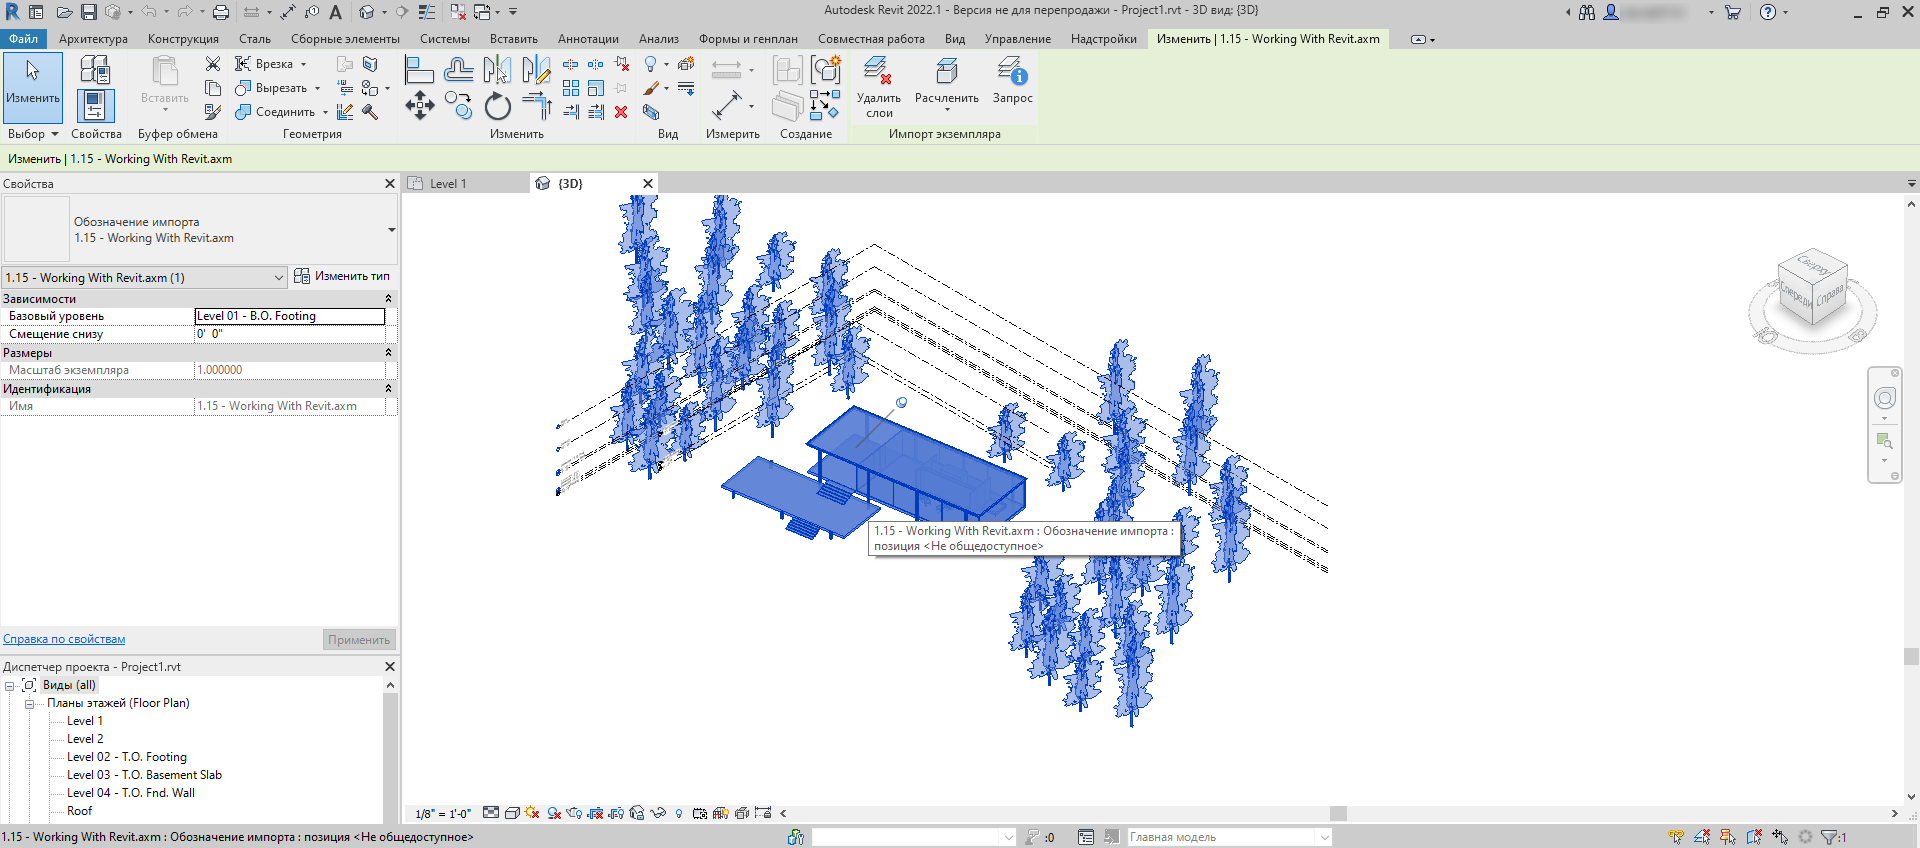 Autodesk Revit 2022.1 - Версия не для перепродажи - Project1.rvt - 3D вид: {3D}
Файл Архитектура Конструкция Сталь Сборные элементы Системы Вставить Аннотации Анализ Формы и генплан Совместная работа Вид Управление Надстройки Изменить | 1.15 - Working With Revit.axm
Изменить
Вставить
Врезка
Вырезать
Соединить
Удалить слои
Расчленить
Запрос
Выбор Свойства Буфер обмена Геометрия Изменить Вид Измерить Создание Импорт экземпляра
Изменить | 1.15 - Working With Revit.axm
Свойства
Level 1
{3D}
Обозначение импорта
1.15 - Working With Revit.axm
1.15 - Working With Revit.axm (1)
Изменить тип
Зависимости
Базовый уровень Level 01 - B.O. Footing
Смещение снизу 0' 0"
Размеры
Масштаб экземпляра 1.000000
Идентификация
Имя 1.15 - Working With Revit.axm
Сверху
Спереди
Справа
1.15 - Working With Revit.axm : Обозначение импорта :
позиция <Не общедоступное>
Справка по свойствам
Применить
Диспетчер проекта - Project1.rvt
Виды (all)
Планы этажей (Floor Plan)
Level 1
Level 2
Level 02 - T.O. Footing
Level 03 - T.O. Basement Slab
Level 04 - T.O. Fnd. Wall
Roof
1/8" = 1'-0"
1.15 - Working With Revit.axm : Обозначение импорта : позиция <Не общедоступное>
:0
Главная модель
:1